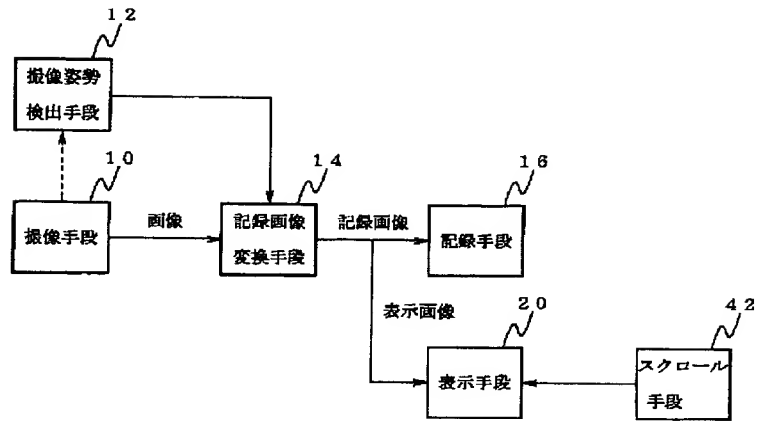 １２
撮像姿勢
検出手段
１０
１４
１６
撮像手段
画像
記録画像
変換手段
記録画像
記録手段
表示画像
２０
４２
表示手段
スクロール
手段